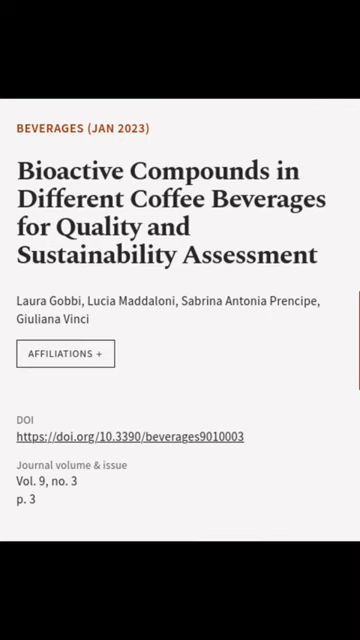 BEVERAGES (JAN 2023)
Bioactive Compounds in
Different Coffee Beverages
for Quality and
Sustainability Assessment
Laura Gobbi, Lucia Maddaloni, Sabrina Antonia Prencipe,
Giuliana Vinci
AFFILIATIONS +
DOI
https://doi.org/10.3390/beverages9010003
Journal volume & issue
Vol. 9, no. 3
p. 3